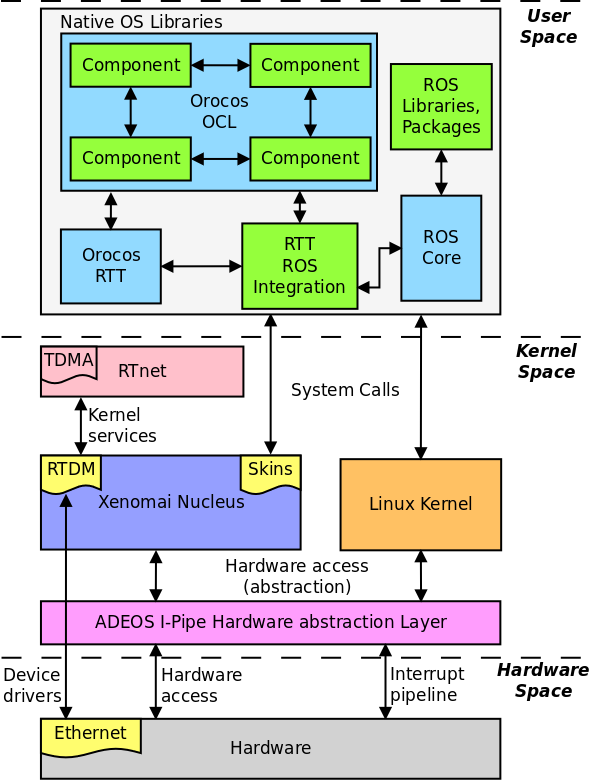 User
Space
Native OS Libraries
Component
Component
Orocos
OCL
Component
Component
ROS
Libraries,
Packages
Orocos
RTT
RTT
ROS
Integration
ROS
Core
Kernel
Space
TDMA
RTnet
System Calls
Kernel
services
RTDM
Skins
Xenomai Nucleus
Linux Kernel
Hardware access
(abstraction)
ADEOS I-Pipe Hardware abstraction Layer
Hardware
Space
Device
drivers
Hardware
access
Interrupt
pipeline
Ethernet
Hardware